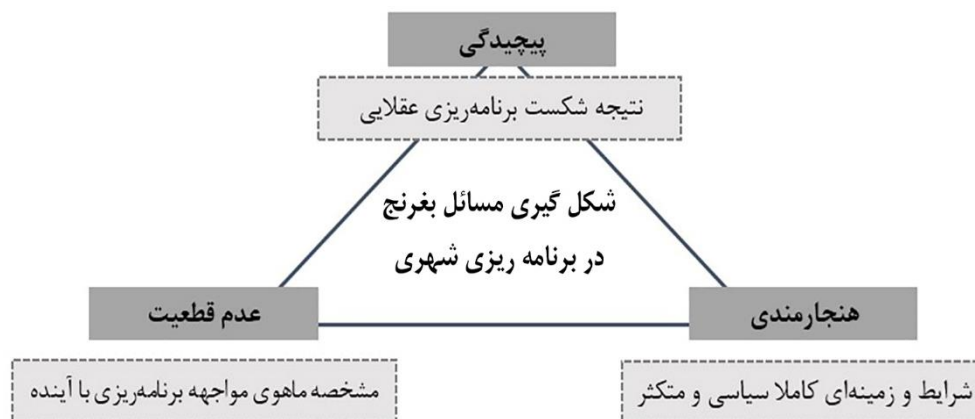 پیچیدگی
نتیجه شکست برنامه‌ریزی عقلایی
شکل گیری مسائل بغرنج
در برنامه ریزی شهری
هنجارمندی
شرایط و زمینه‌ای کاملا سیاسی و متکثر
عدم قطعیت
مشخصه ماهوی مواجهه برنامه‌ریزی با آینده